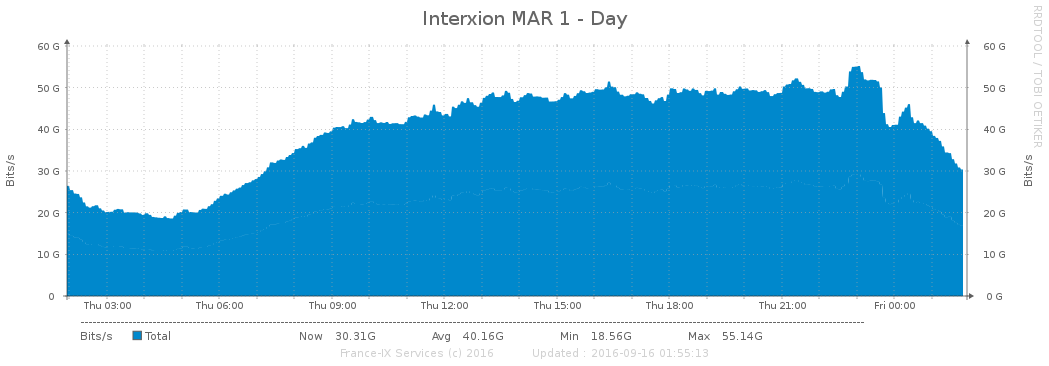 Interxion MAR 1 - Day
RRDTOOL / TOBI OETIKER
Bits/s
Bits/s
60 G 60 G
50 G 50 G
40 G 40 G
30 G 30 G
20 G 20 G
10 G 10 G
0 0 G
Thu 03:00 Thu 06:00 Thu 09:00 Thu 12:00 Thu 15:00 Thu 18:00 Thu 21:00 Fri 00:00
Bits/s Total Now 30.31G Avg 40.16G Min 18.56G Max 55.14G
France-IX Services (c) 2016 Updated : 2016-09-16 01:55:13